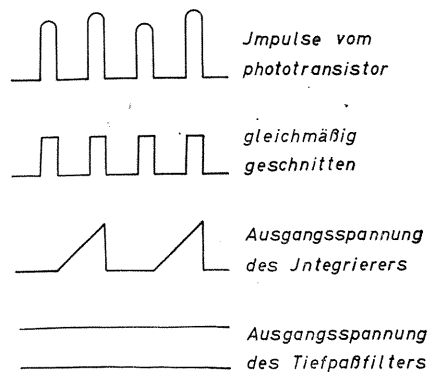 Jmpulse vom
phototransistor
gleichmäßig
geschnitten
Ausgangsspannung
des Jntegrierers
Ausgangsspannung
des Tiefpaßfilters